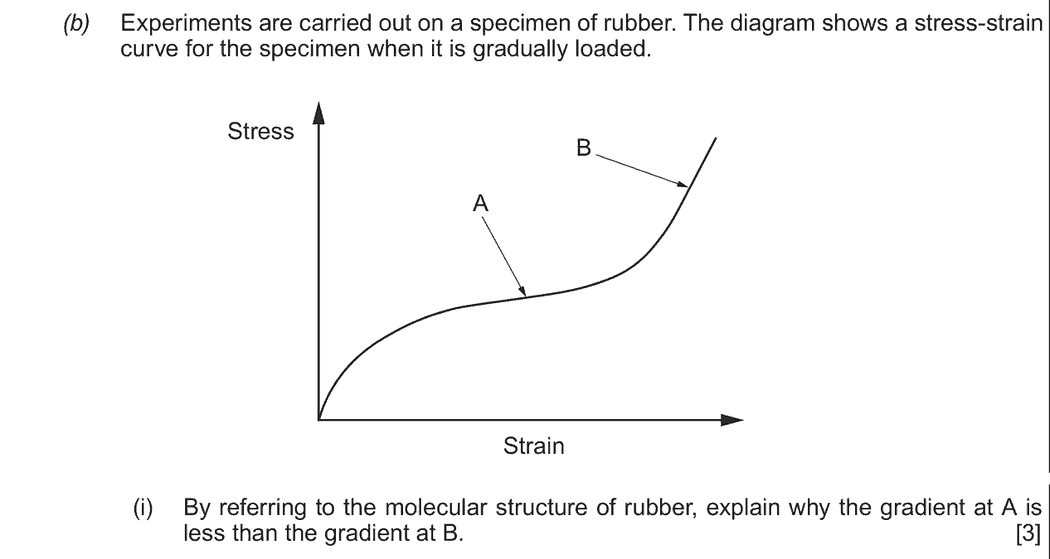 (b) Experiments are carried out on a specimen of rubber. The diagram shows a stress-strain
curve for the specimen when it is gradually loaded.
Stress
B
A
Strain
(i) By referring to the molecular structure of rubber, explain why the gradient at A is
less than the gradient at B. [3]